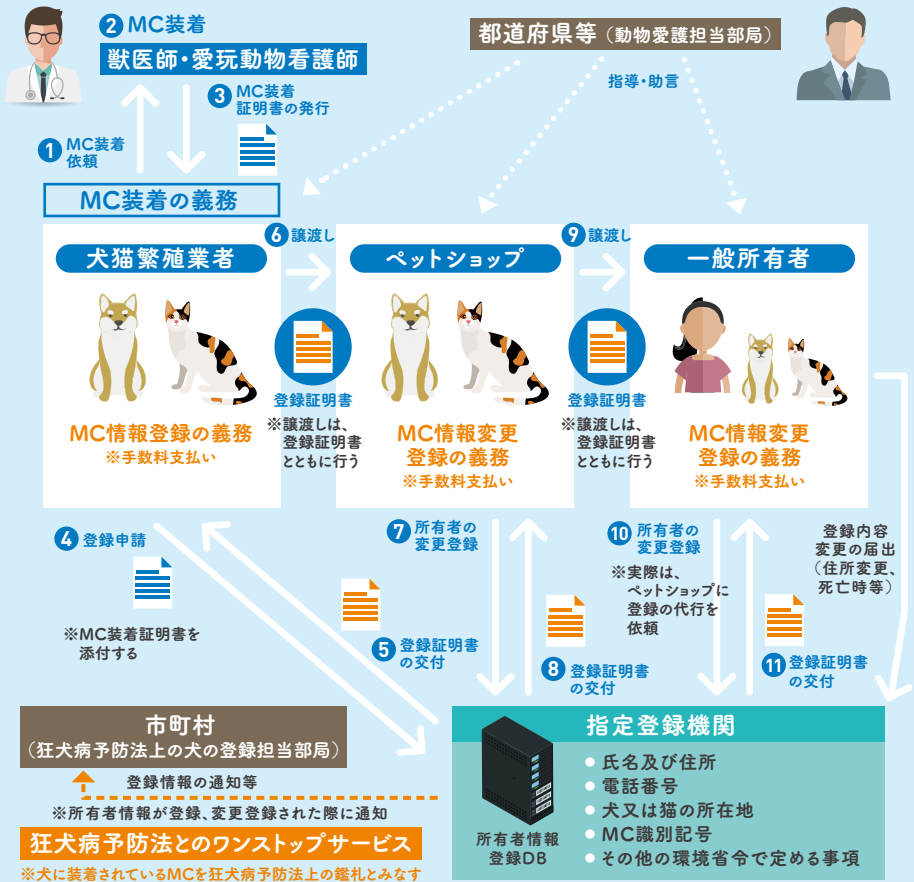 2 MC装着
獣医師・愛玩動物看護師
都道府県等（動物愛護担当部局）
指導・助言
1 MC装着
依頼
3 MC装着
証明書の発行
MC装着の義務
6 譲渡し
9 譲渡し
犬猫繁殖業者
ペットショップ
一般所有者
登録証明書
※譲渡しは、
登録証明書
とともに行う
登録証明書
※譲渡しは、
登録証明書
とともに行う
MC情報登録の義務
※手数料支払い
MC情報変更
登録の義務
※手数料支払い
MC情報変更
登録の義務
※手数料支払い
4 登録申請
※MC装着証明書を
添付する
5 登録証明書
の交付
7 所有者の
変更登録
8 登録証明書
の交付
10 所有者の
変更登録
※実際は、
ペットショップに
登録の代行を
依頼
11 登録証明書
の交付
登録内容
変更の届出
（住所変更、
死亡時等）
市町村
（狂犬病予防法上の犬の登録担当部局）
登録情報の通知等
※所有者情報が登録、変更登録された際に通知
狂犬病予防法とのワンストップサービス
※犬に装着されているMCを狂犬病予防法上の鑑札とみなす
指定登録機関
所有者情報
登録DB
● 氏名及び住所
● 電話番号
● 犬又は猫の所在地
● MC識別記号
● その他の環境省令で定める事項